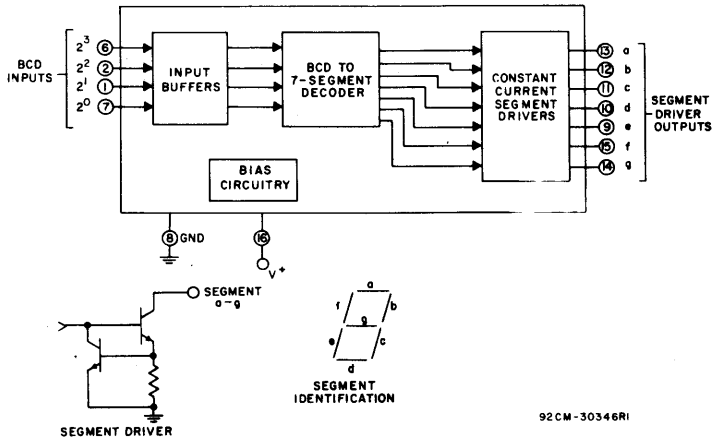 BCD INPUTS
2³ 6
2² 2
2¹ 1
2⁰ 7
INPUT BUFFERS
BCD TO 7-SEGMENT DECODER
CONSTANT CURRENT SEGMENT DRIVERS
13 a
12 b
11 c
10 d
9 e
15 f
14 g
SEGMENT DRIVER OUTPUTS
BIAS CIRCUITRY
8 GND
16
V+
SEGMENT a-g
SEGMENT DRIVER
a
f
b
g
e
c
d
SEGMENT IDENTIFICATION
92CM-30346RI